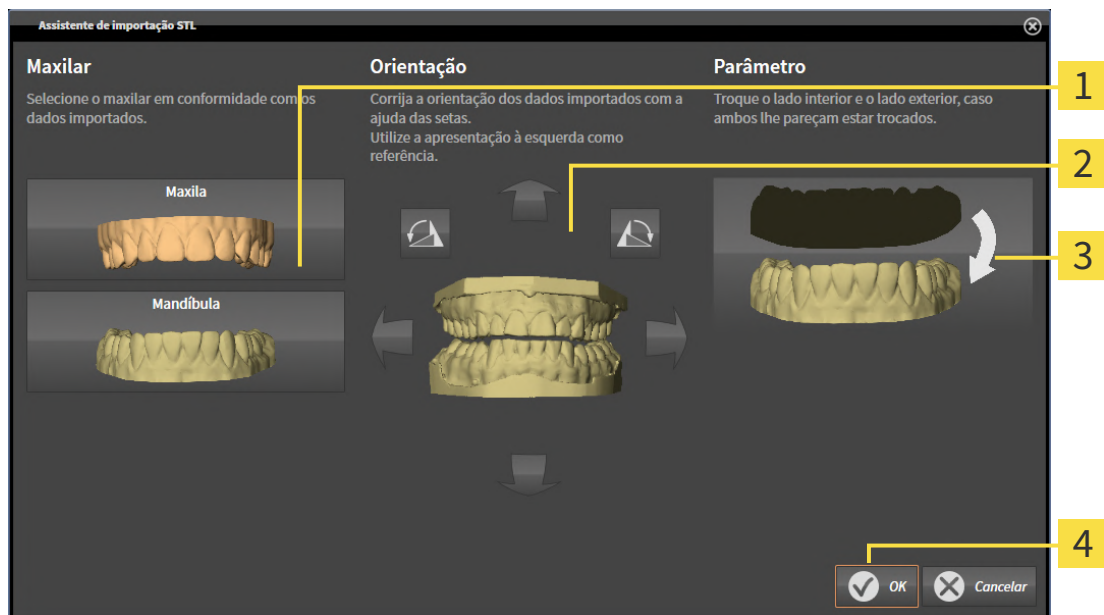 Assistente de importação STL
Maxilar
Selecione o maxilar em conformidade com os
dados importados.
Maxila
Mandíbula
Orientação
Corrija a orientação dos dados importados com a
ajuda das setas.
Utilize a apresentação à esquerda como
referência.
Parâmetro
Troque o lado interior e o lado exterior, caso
ambos lhe pareçam estar trocados.
OK
Cancelar
1
2
3
4